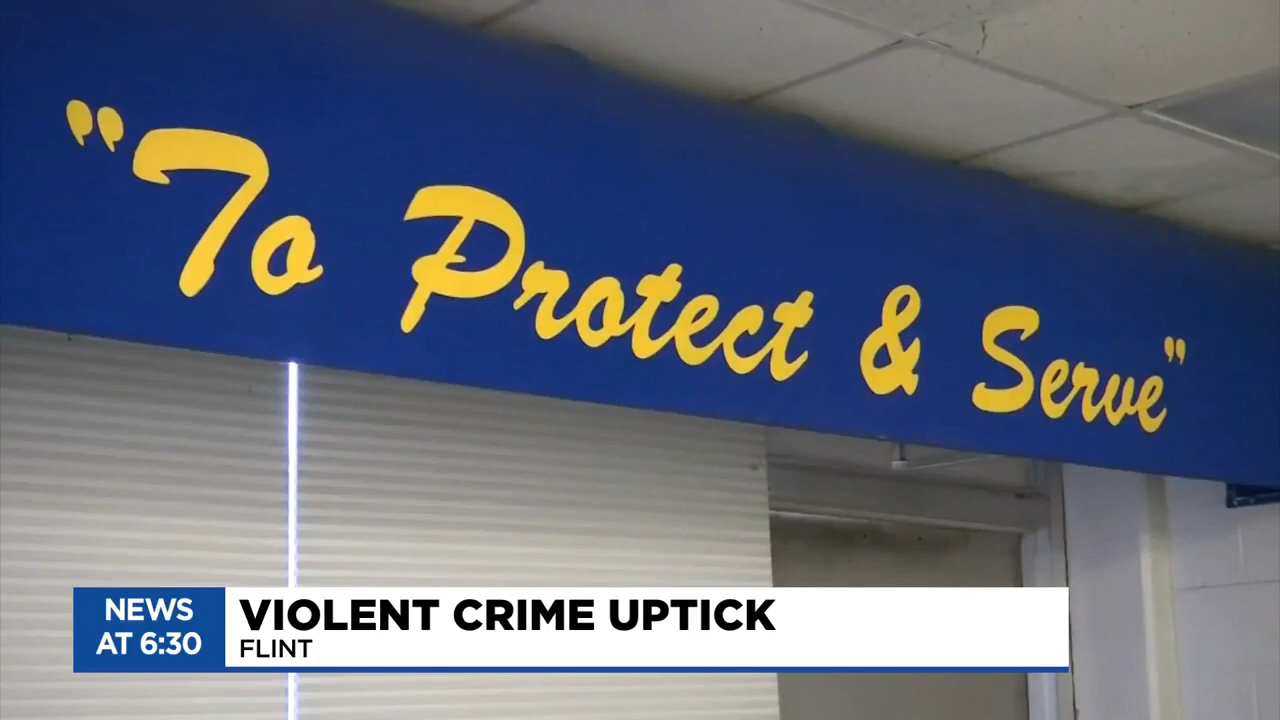 "To Protect & Serve"
NEWS
AT 6:30
VIOLENT CRIME UPTICK
FLINT